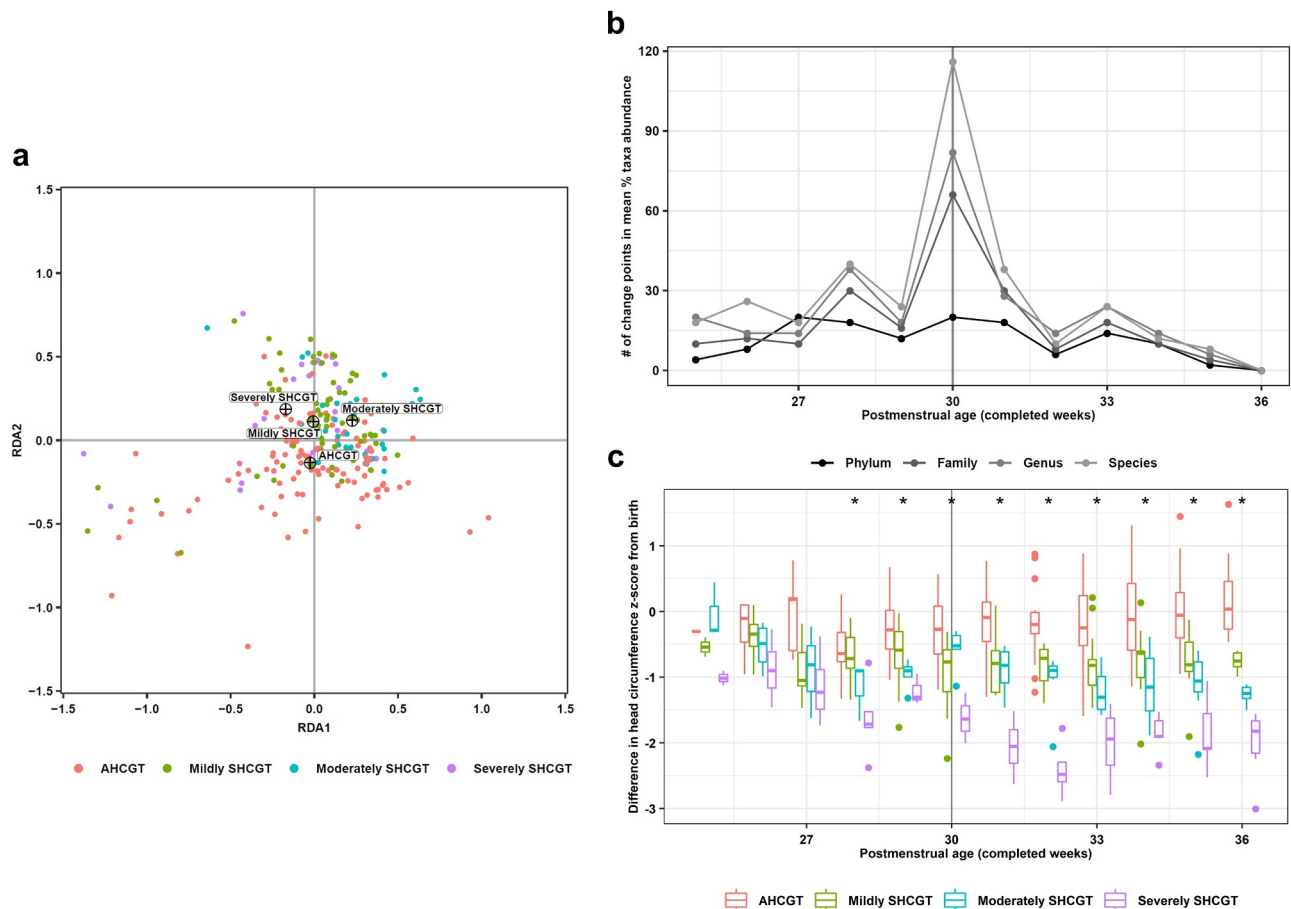 a
1.5
1.0
0.5
0.0
−0.5
−1.0
−1.5
RDA2
Severely SHCGT
Moderately SHCGT
Mildly SHCGT
AHCGT
−1.5 −1.0 −0.5 0.0 0.5 1.0 1.5
RDA1
AHCGT Mildly SHCGT Moderately SHCGT Severely SHCGT
b
120
90
60
30
0
# of change points in mean % taxa abundance
27 30 33 36
Postmenstrual age (completed weeks)
Phylum Family Genus Species
c
* * * * * * * * *
1
0
-1
-2
-3
Difference in head circumference z-score from birth
27 30 33 36
Postmenstrual age (completed weeks)
AHCGT Mildly SHCGT Moderately SHCGT Severely SHCGT